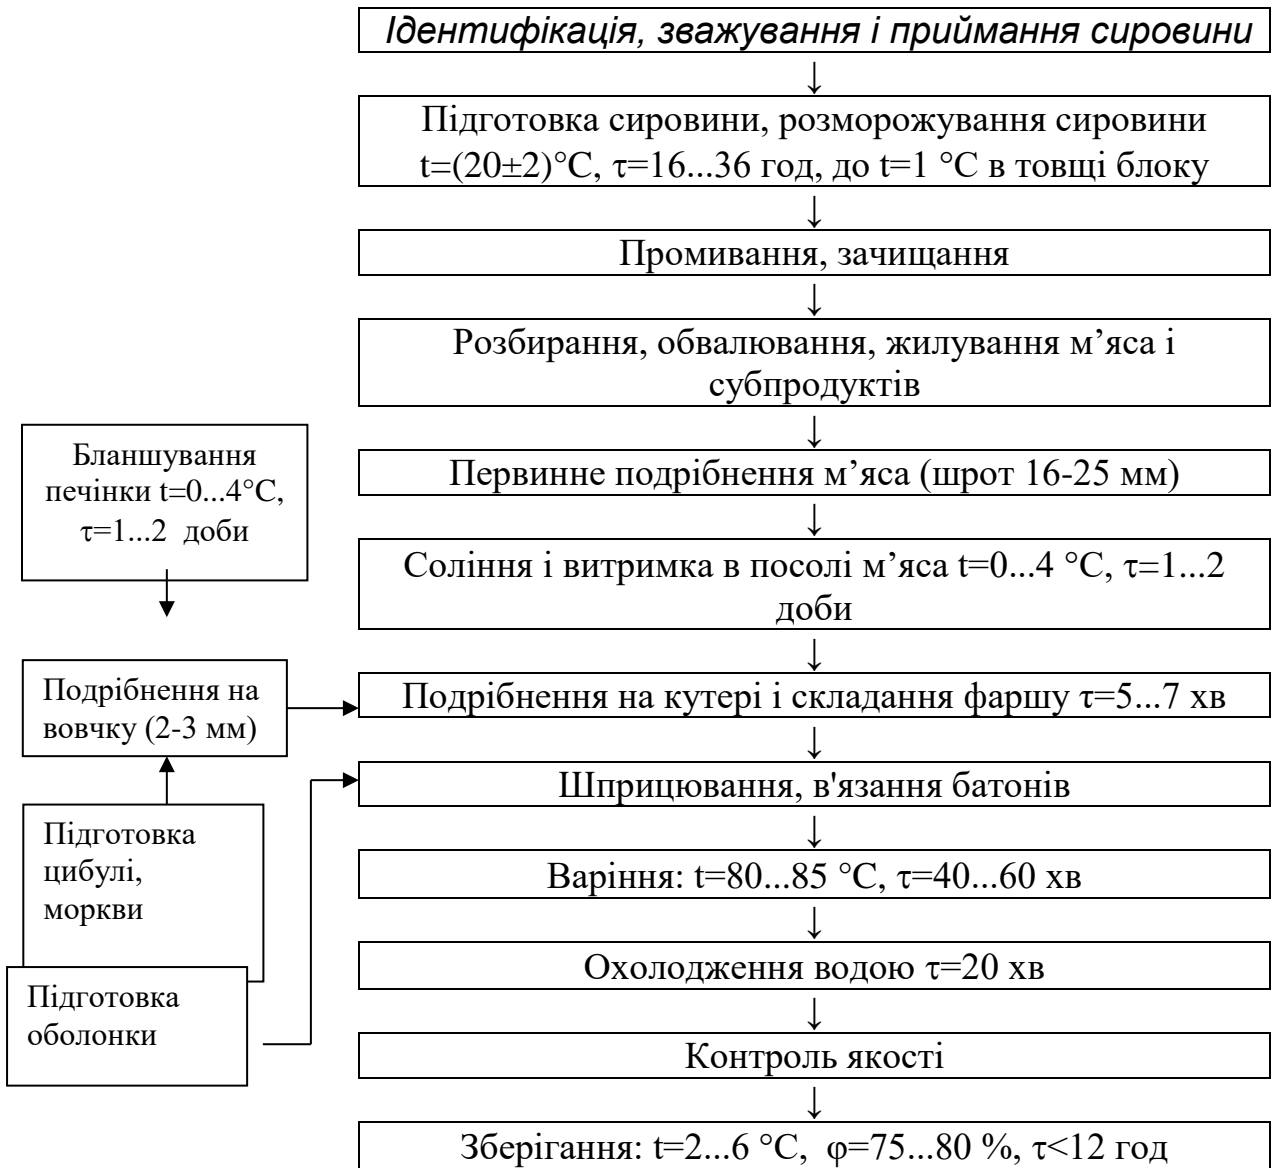 Ідентифікація, зважування і приймання сировини
↓
Підготовка сировини, розморожування сировини
t=(20±2)°С, τ=16...36 год, до t=1 °С в товщі блоку
↓
Промивання, зачищання
↓
Розбирання, обвалювання, жилування м’яса і
субпродуктів
↓
Бланшування
печінки t=0...4°С,
τ=1...2 доби
Первинне подрібнення м’яса (шрот 16-25 мм)
↓
Соління і витримка в посолі м’яса t=0...4 °С, τ=1...2
доби
↓
Подрібнення на
вовчку (2-3 мм)
Подрібнення на кутері і складання фаршу τ=5...7 хв
↓
Шприцювання, в'язання батонів
↓
Підготовка
цибулі,
моркви
Варіння: t=80...85 °С, τ=40...60 хв
↓
Охолодження водою τ=20 хв
↓
Підготовка
оболонки
Контроль якості
↓
Зберігання: t=2...6 °С, φ=75...80 %, τ<12 год